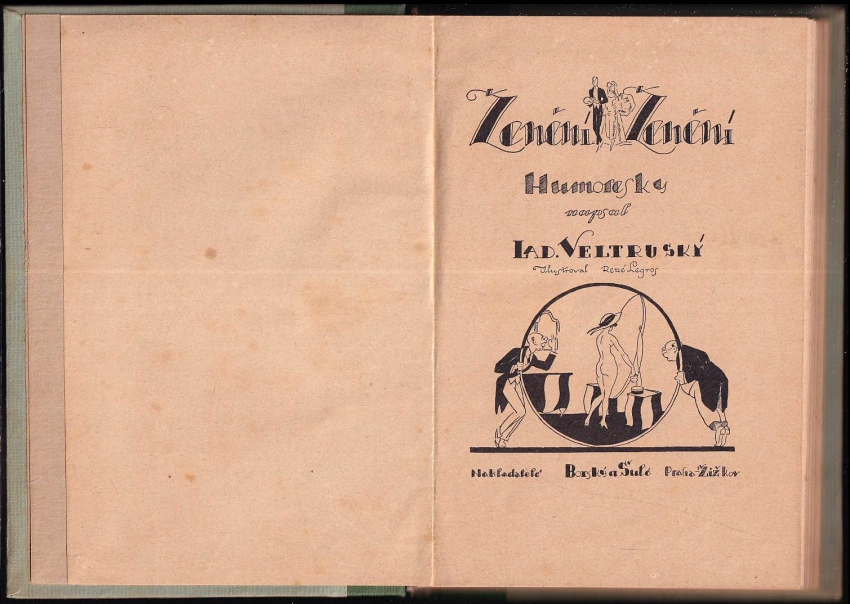 Ženění Ženění
Humoresky
napsal
LAD. VELTRUSKÝ
Ilustroval René Legros
Nakladatelé Borský a Šulc Praha-Žižkov